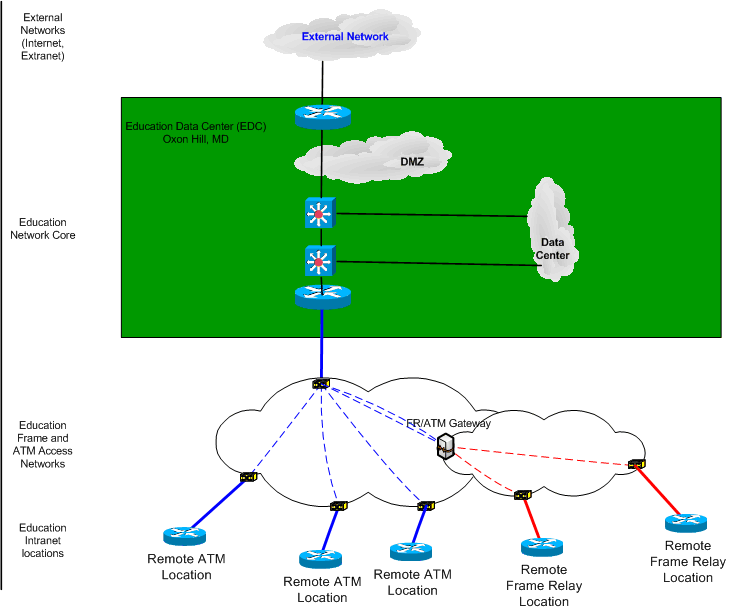 External
Networks
(Internet,
Extranet)
External Network
Education Data Center (EDC)
Oxon Hill, MD
DMZ
Education
Network Core
Data
Center
FR/ATM Gateway
Education
Frame and
ATM Access
Networks
Education
Intranet
locations
Remote ATM
Location
Remote ATM
Location
Remote ATM
Location
Remote
Frame Relay
Location
Remote
Frame Relay
Location